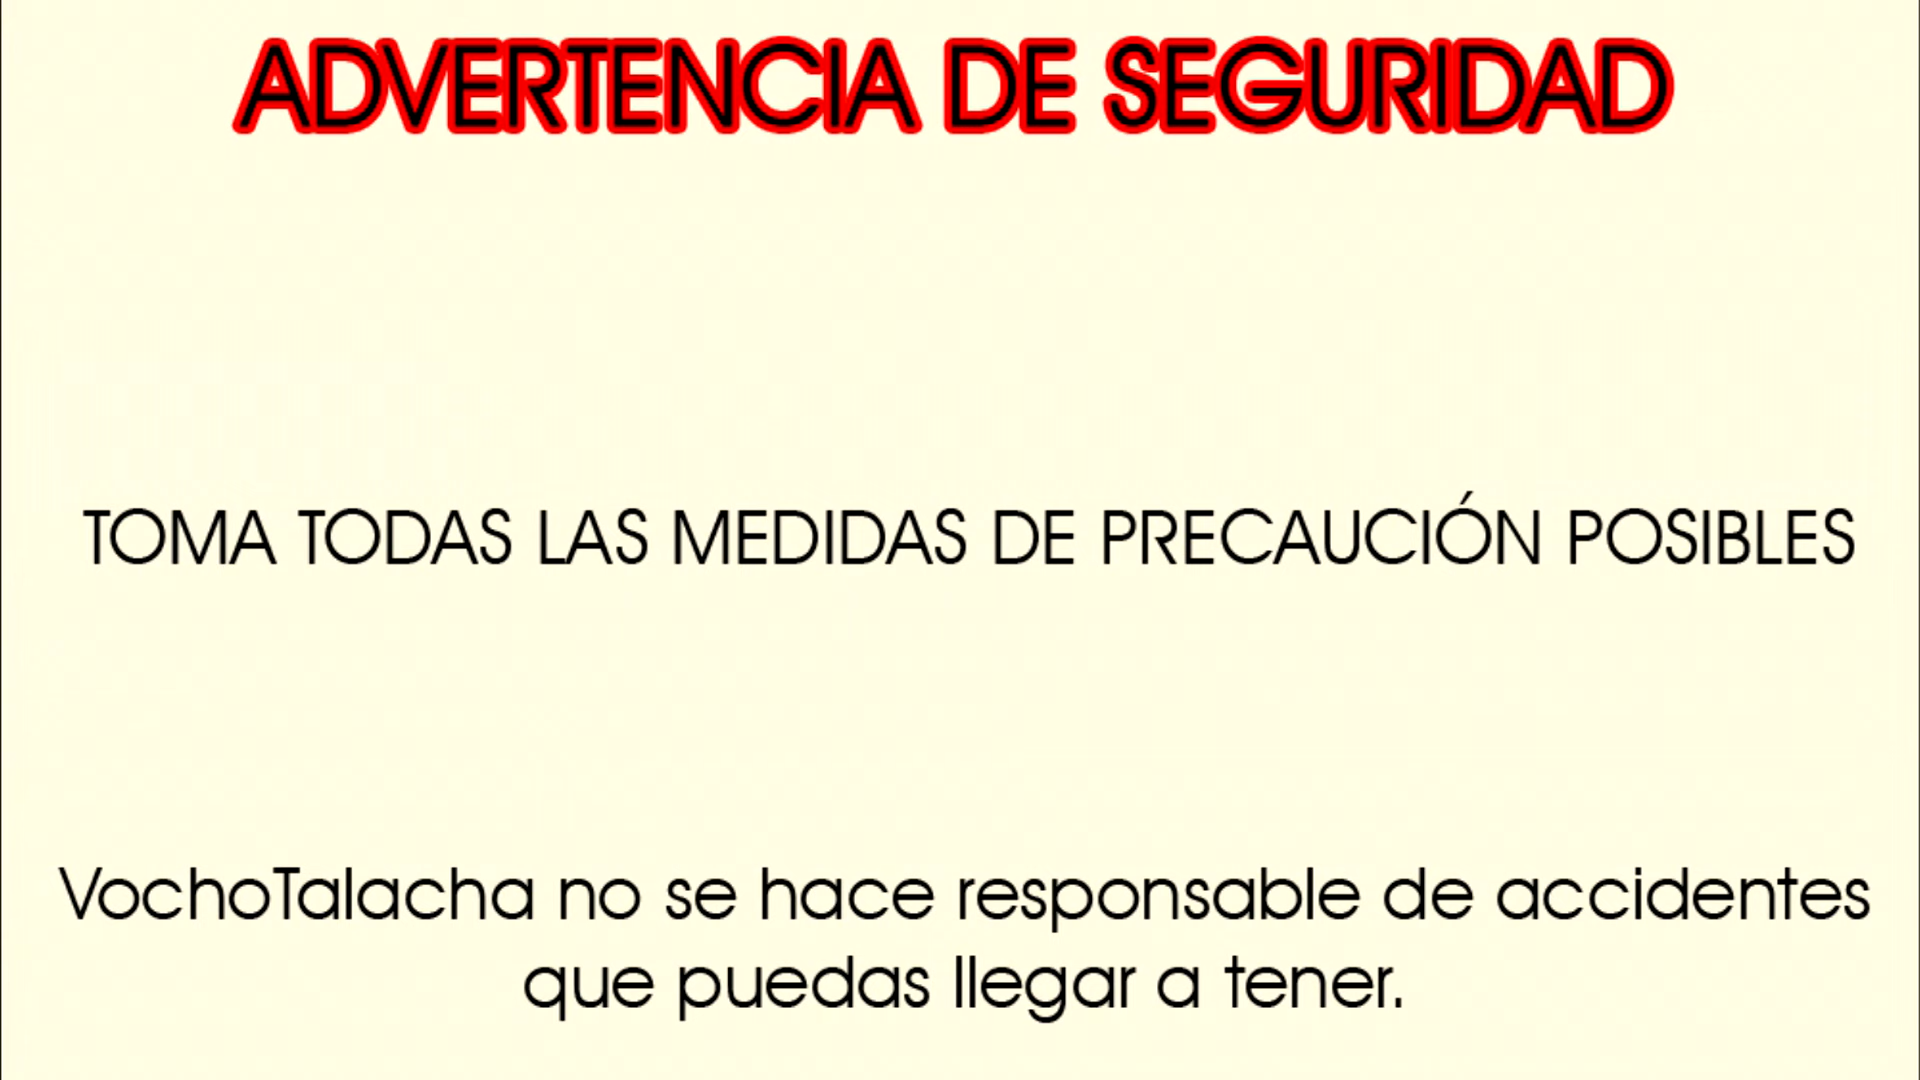 ADVERTENCIA DE SEGURIDAD
TOMA TODAS LAS MEDIDAS DE PRECAUCIÓN POSIBLES
VochoTalacha no se hace responsable de accidentes
que puedas llegar a tener.